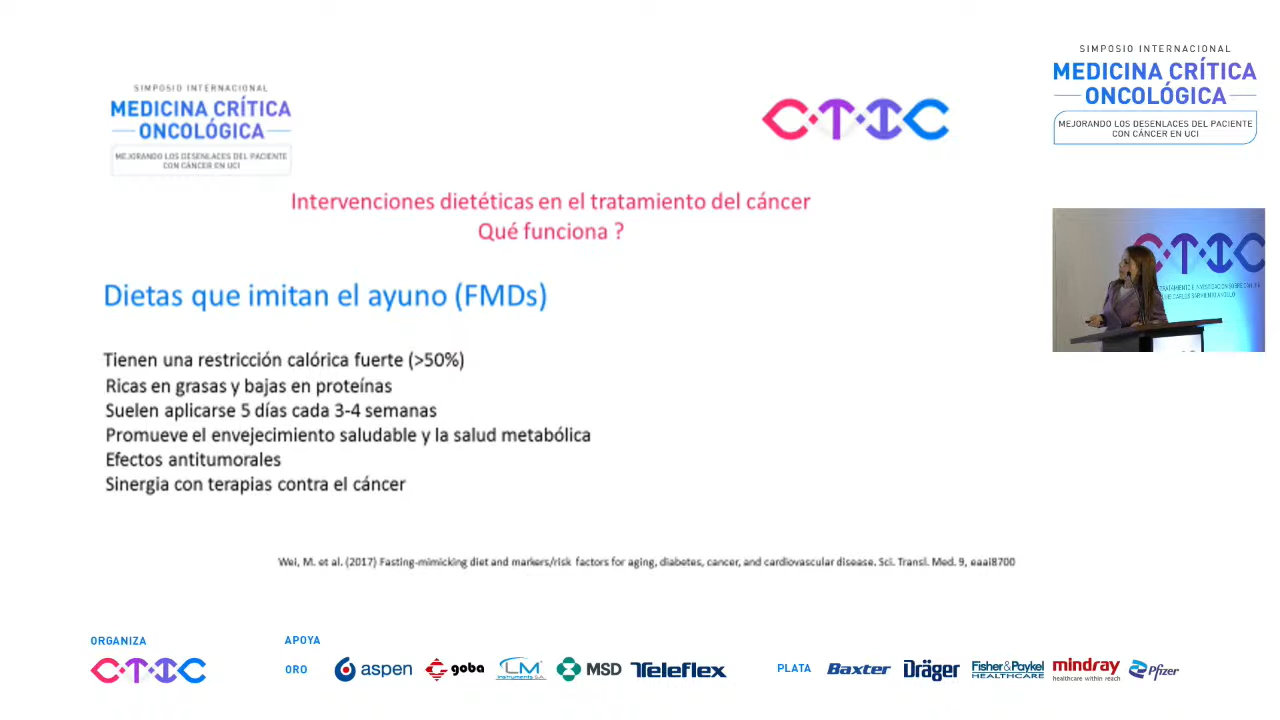 SIMPOSIO INTERNACIONAL
MEDICINA CRÍTICA
ONCOLÓGICA
MEJORANDO LOS DESENLACES DEL PACIENTE
CON CÁNCER EN UCI
CTIC
SIMPOSIO INTERNACIONAL
MEDICINA CRÍTICA
ONCOLÓGICA
MEJORANDO LOS DESENLACES DEL PACIENTE
CON CÁNCER EN UCI
Intervenciones dietéticas en el tratamiento del cáncer
Qué funciona ?
Dietas que imitan el ayuno (FMDs)
Tienen una restricción calórica fuerte (>50%)
Ricas en grasas y bajas en proteínas
Suelen aplicarse 5 días cada 3-4 semanas
Promueve el envejecimiento saludable y la salud metabólica
Efectos antitumorales
Sinergia con terapias contra el cáncer
Wei, M. et al. (2017) Fasting-mimicking diet and markers/risk factors for aging, diabetes, cancer, and cardiovascular disease. Sci. Transl. Med. 9, eaai8700
CTIC
ORGANIZA
CTIC
APOYA
ORO
aspen
goba
LM
instruments S.A.
MSD
Teleflex
PLATA
Baxter
Dräger
Fisher & Paykel
HEALTHCARE
mindray
healthcare within reach
Pfizer